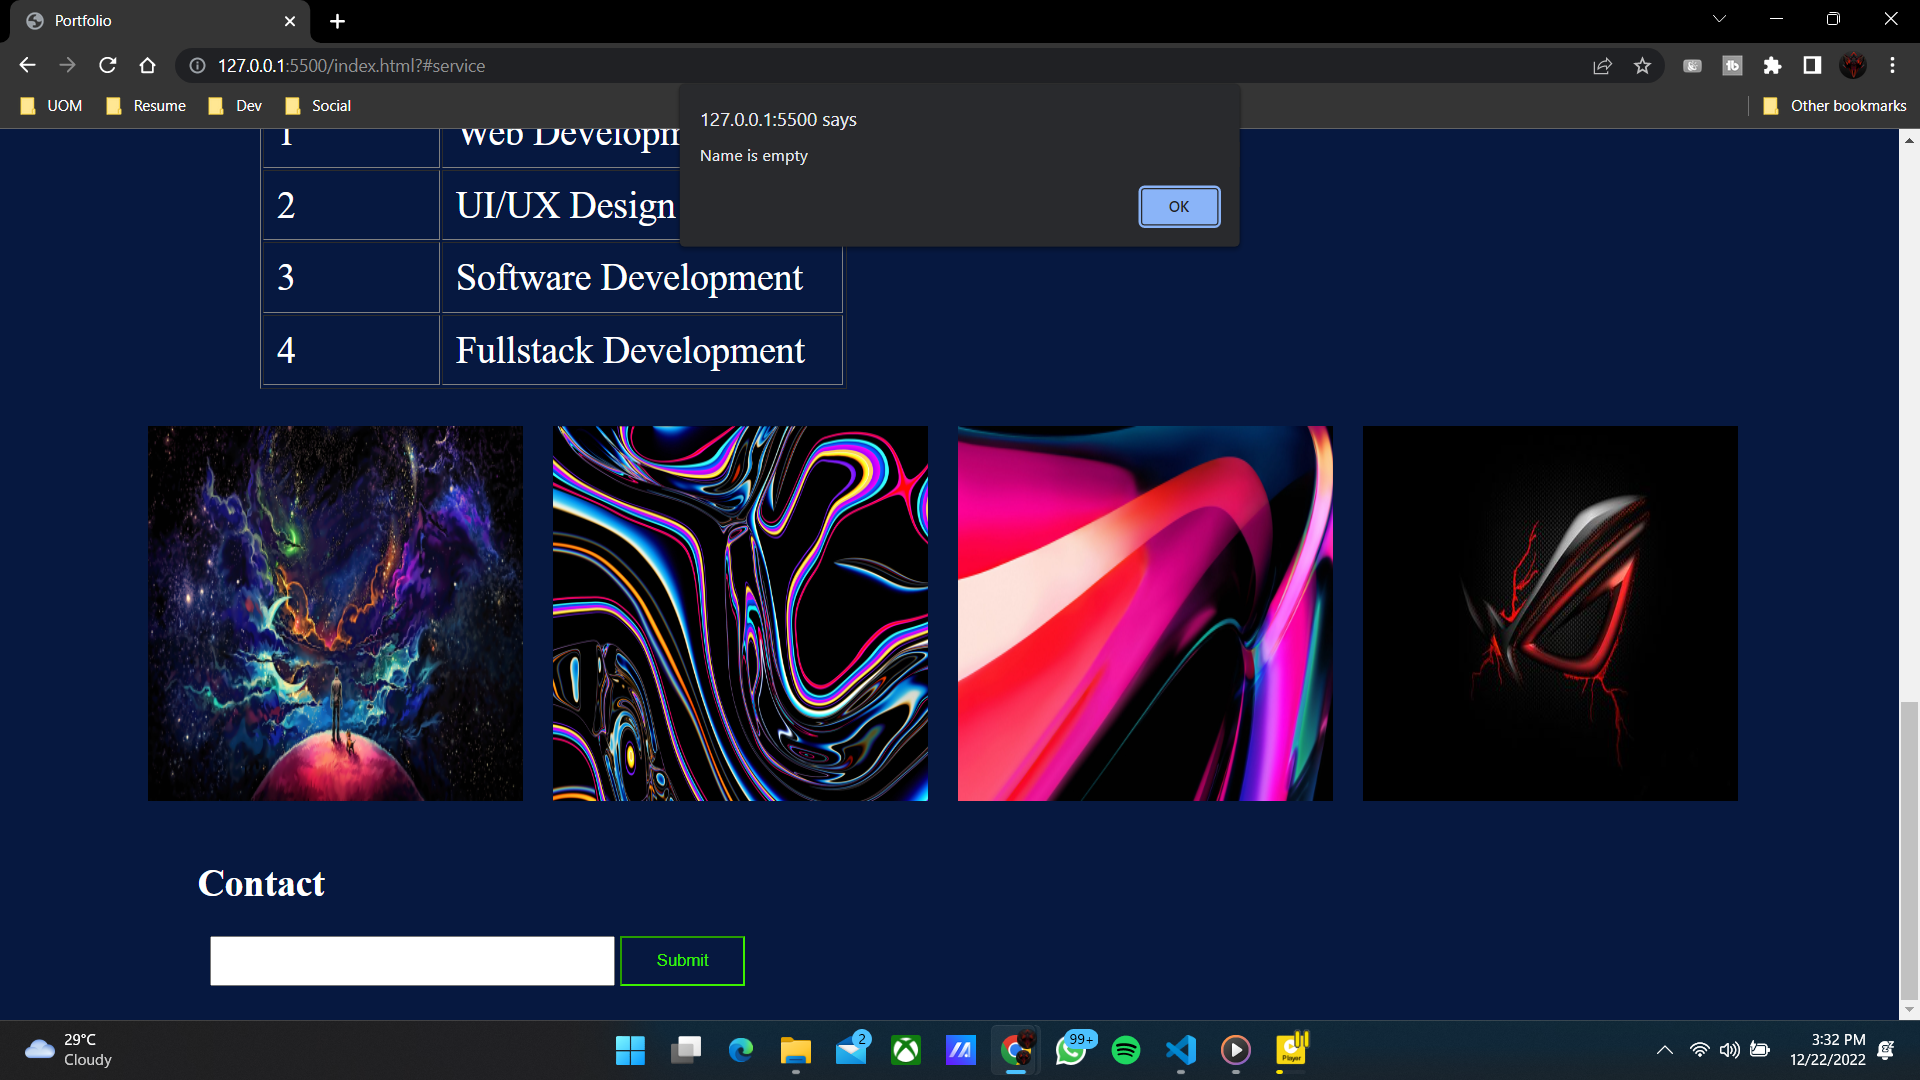 Portfolio
127.0.0.1:5500/index.html?#service
UOM Resume Dev Social Other bookmarks
127.0.0.1:5500 says
Name is empty
OK
1 Web Developm
2 UI/UX Design
3 Software Development
4 Fullstack Development
Contact
Submit
29°C
Cloudy
2
99+
Player
3:32 PM
12/22/2022